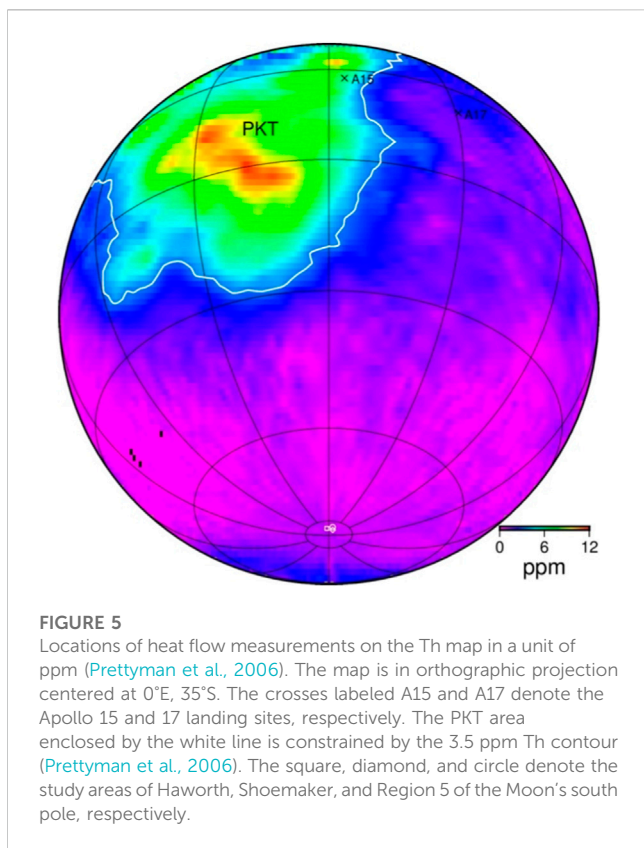 A15
A17
PKT
0 6 12
ppm
FIGURE 5
Locations of heat flow measurements on the Th map in a unit of
ppm (Prettyman et al., 2006). The map is in orthographic projection
centered at 0°E, 35°S. The crosses labeled A15 and A17 denote the
Apollo 15 and 17 landing sites, respectively. The PKT area
enclosed by the white line is constrained by the 3.5 ppm Th contour
(Prettyman et al., 2006). The square, diamond, and circle denote the
study areas of Haworth, Shoemaker, and Region 5 of the Moon's south
pole, respectively.